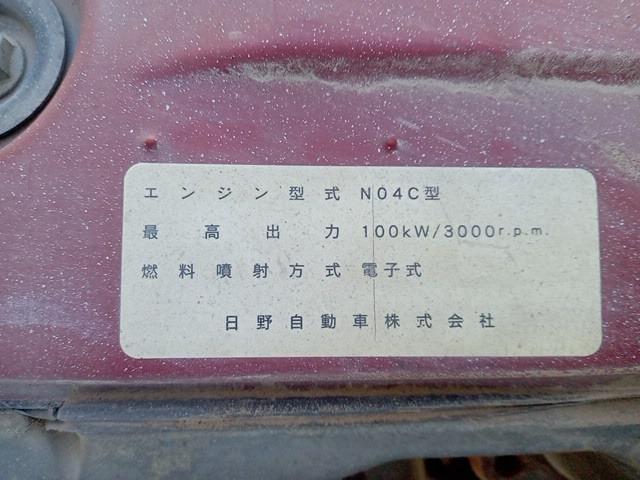 エンジン型式 N04C型
最高出力 100kW/3000r.p.m.
燃料噴射方式 電子式
日野自動車株式会社